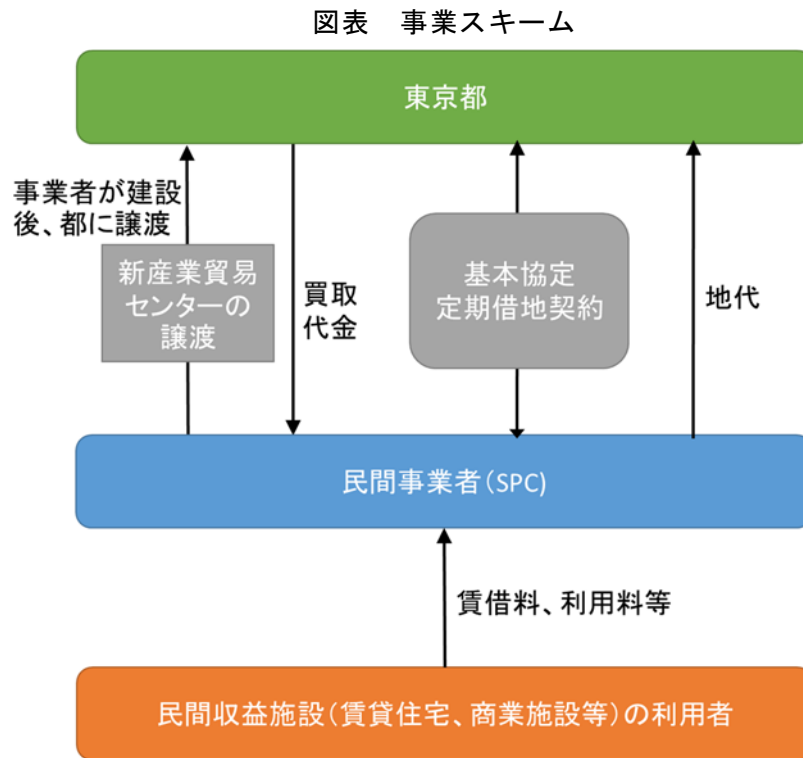 図表　事業スキーム
東京都
事業者が建設
後、都に譲渡
新産業貿易
センターの
譲渡
買取
代金
基本協定
定期借地契約
地代
民間事業者（SPC)
賃借料、利用料等
民間収益施設（賃貸住宅、商業施設等）の利用者